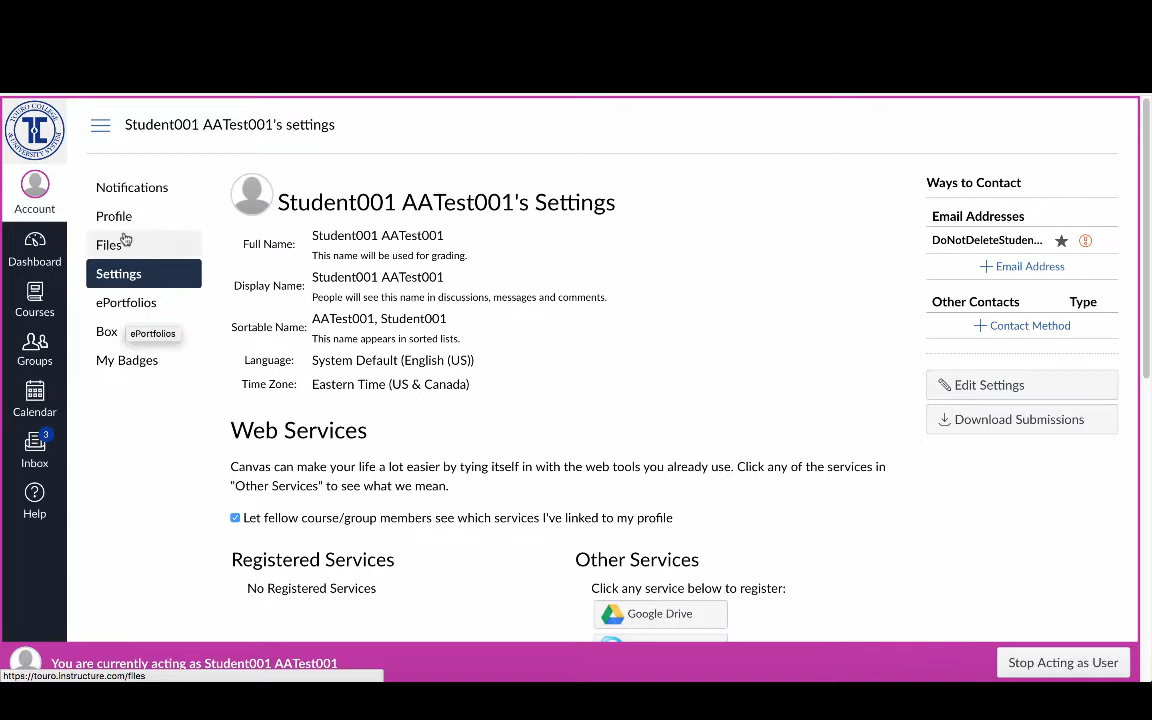 TOURO COLLEGE
& UNIVERSITY SYSTEM
Student001 AATest001's settings
Account
Dashboard
Courses
Groups
Calendar
3
Inbox
Help
Notifications
Profile
Files
Settings
ePortfolios
Box
ePortfolios
My Badges
Student001 AATest001's Settings
Full Name:
Student001 AATest001
This name will be used for grading.
Display Name:
Student001 AATest001
People will see this name in discussions, messages and comments.
Sortable Name:
AATest001, Student001
This name appears in sorted lists.
Language:
System Default (English (US))
Time Zone:
Eastern Time (US & Canada)
Web Services
Canvas can make your life a lot easier by tying itself in with the web tools you already use. Click any of the services in
"Other Services" to see what we mean.
Let fellow course/group members see which services I've linked to my profile
Registered Services
No Registered Services
Other Services
Click any service below to register:
Google Drive
Ways to Contact
Email Addresses
DoNotDeleteStuden...
Email Address
Other Contacts
Type
Contact Method
Edit Settings
Download Submissions
You are currently acting as Student001 AATest001
Stop Acting as User
https://touro.instructure.com/files